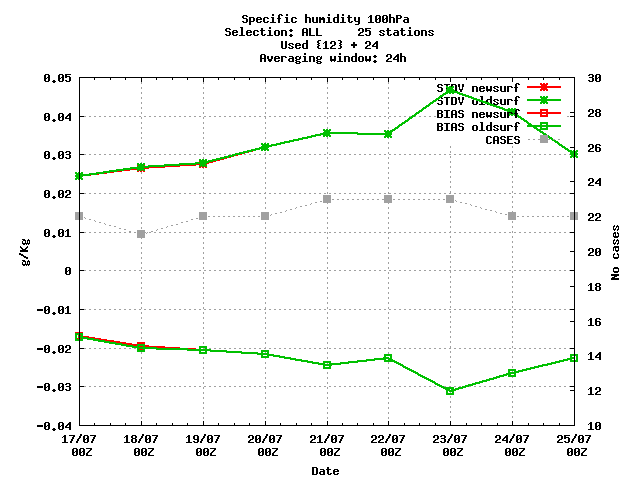 Specific humidity 100hPa
Selection: ALL     25 stations
Used {12} + 24
Averaging window: 24h
STDV newsurf
STDV oldsurf
BIAS newsurf
BIAS oldsurf
CASES
0.05
0.04
0.03
0.02
0.01
0
-0.01
-0.02
-0.03
-0.04
g/Kg
30
28
26
24
22
20
18
16
14
12
10
No cases
17/07 18/07 19/07 20/07 21/07 22/07 23/07 24/07 25/07
00Z 00Z 00Z 00Z 00Z 00Z 00Z 00Z 00Z
Date